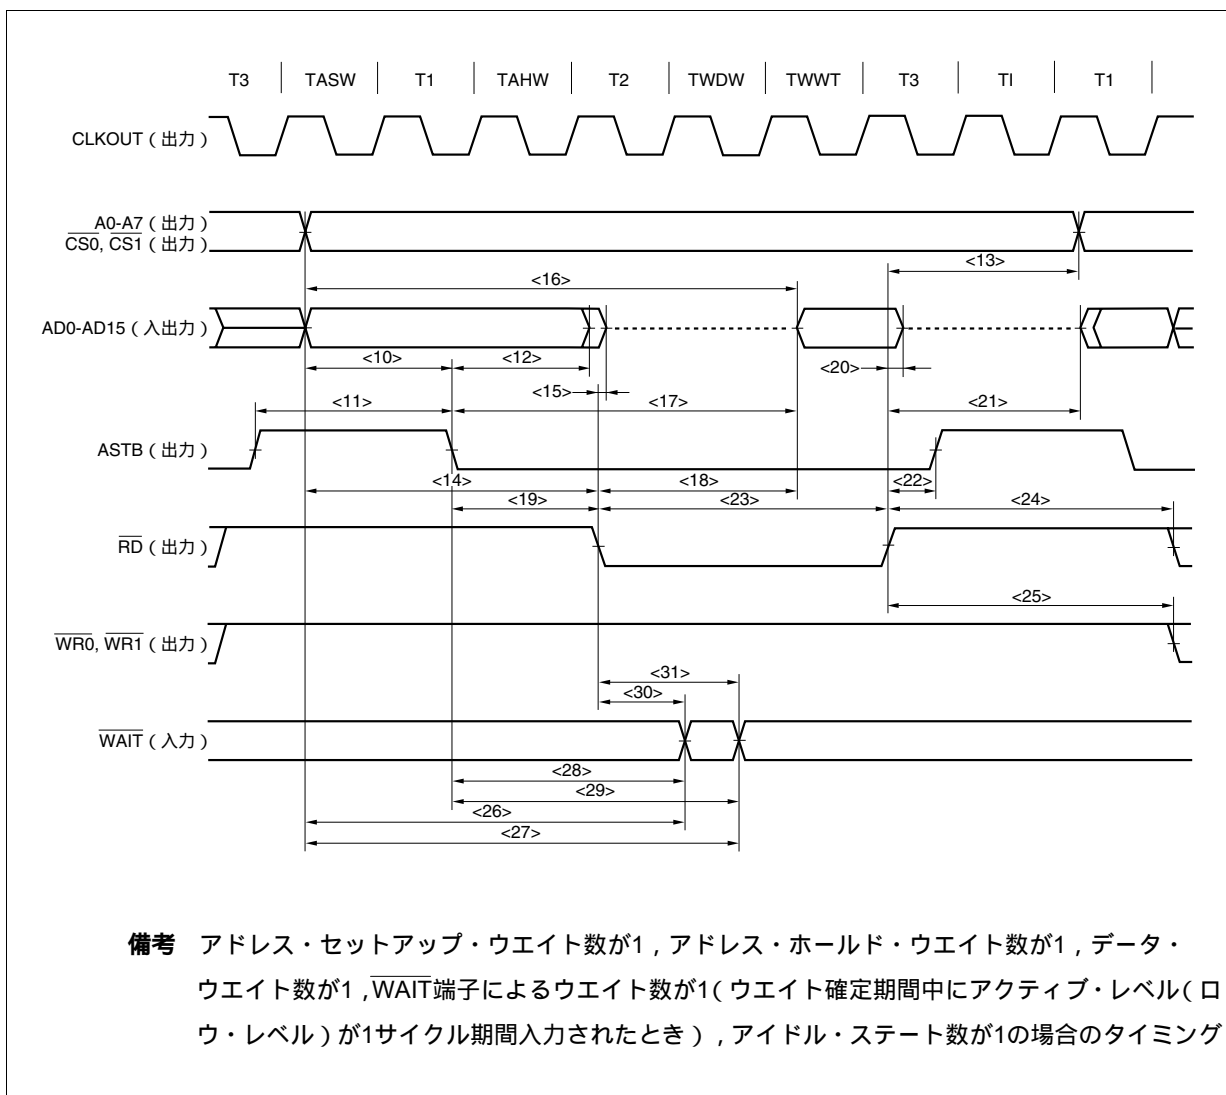 T3 TASW T1 TAHW T2 TWDW TWWT T3 TI T1
CLKOUT(出力)
A0-A7(出力)
CS0, CS1(出力)
<13>
<16>
AD0-AD15(入出力)
<10> <12> <20>
<15>
<11> <17> <21>
ASTB(出力)
<14> <18> <22>
<19> <23> <24>
RD(出力)
<25>
WR0, WR1(出力)
<31>
<30>
WAIT(入力)
<28>
<29>
<26>
<27>
備考 アドレス・セットアップ・ウエイト数が1,アドレス・ホールド・ウエイト数が1,データ・
ウエイト数が1,WAIT端子によるウエイト数が1(ウエイト確定期間中にアクティブ・レベル(ロ
ウ・レベル)が1サイクル期間入力されたとき),アイドル・ステート数が1の場合のタイミング